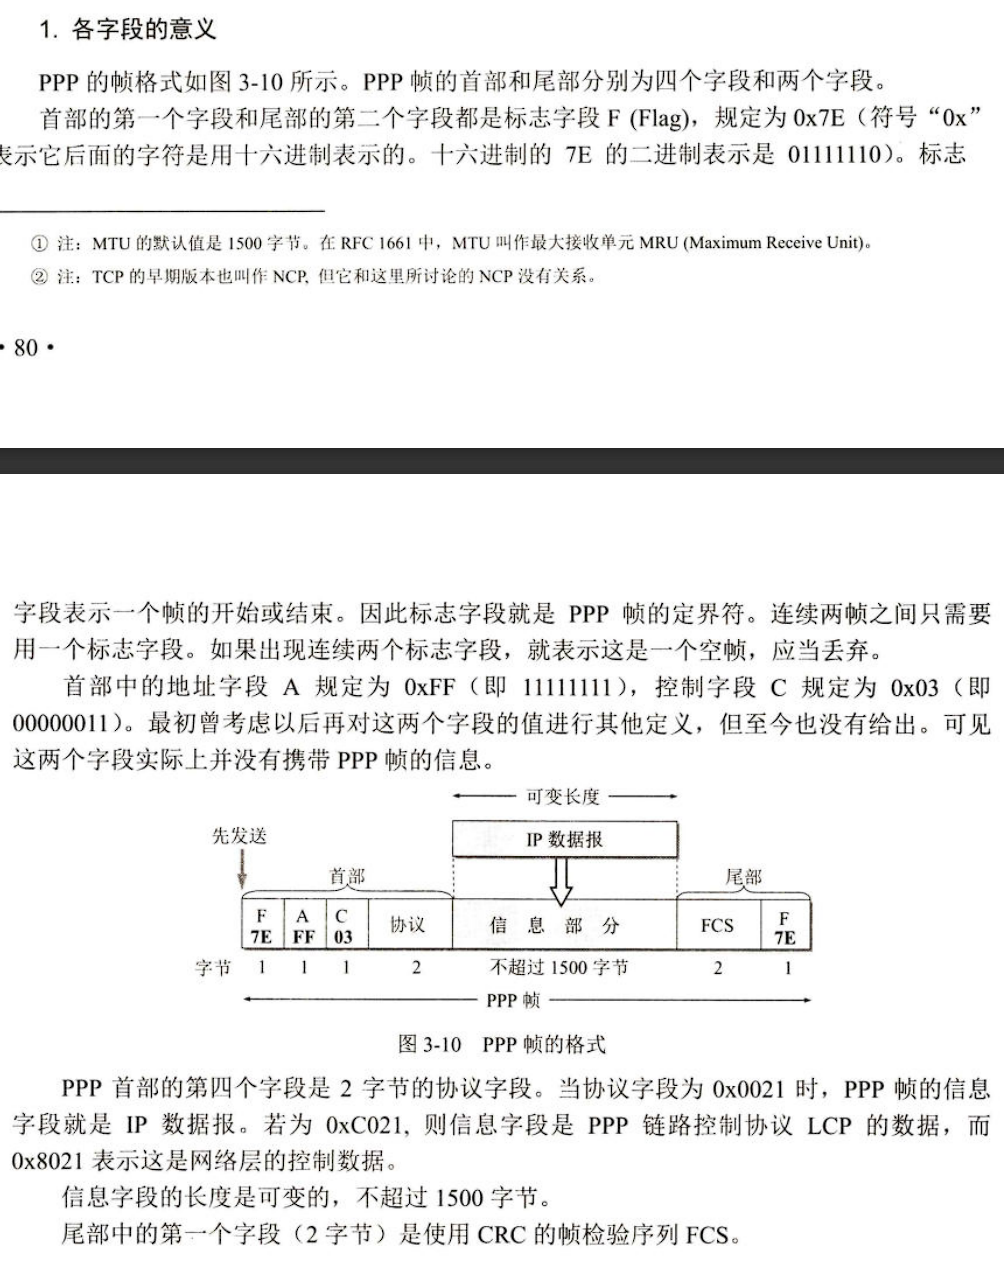 1. 各字段的意义
PPP 的帧格式如图 3-10 所示。PPP 帧的首部和尾部分别为四个字段和两个字段。
首部的第一个字段和尾部的第二个字段都是标志字段 F (Flag)，规定为 0x7E（符号“0x”
表示它后面的字符是用十六进制表示的。十六进制的 7E 的二进制表示是 01111110）。标志
① 注：MTU 的默认值是 1500 字节。在 RFC 1661 中，MTU 叫作最大接收单元 MRU (Maximum Receive Unit)。
② 注：TCP 的早期版本也叫作 NCP, 但它和这里所讨论的 NCP 没有关系。
• 80 •
字段表示一个帧的开始或结束。因此标志字段就是 PPP 帧的定界符。连续两帧之间只需要
用一个标志字段。如果出现连续两个标志字段，就表示这是一个空帧，应当丢弃。
首部中的地址字段 A 规定为 0xFF（即 11111111），控制字段 C 规定为 0x03（即
00000011）。最初曾考虑以后再对这两个字段的值进行其他定义，但至今也没有给出。可见
这两个字段实际上并没有携带 PPP 帧的信息。
可变长度
先发送
IP 数据报
首部
尾部
F A C 协议 信息部分 FCS F
7E FF 03 7E
字节 1 1 1 2 不超过 1500 字节 2 1
PPP 帧
图 3-10 PPP 帧的格式
PPP 首部的第四个字段是 2 字节的协议字段。当协议字段为 0x0021 时，PPP 帧的信息
字段就是 IP 数据报。若为 0xC021, 则信息字段是 PPP 链路控制协议 LCP 的数据，而
0x8021 表示这是网络层的控制数据。
信息字段的长度是可变的，不超过 1500 字节。
尾部中的第一个字段（2 字节）是使用 CRC 的帧检验序列 FCS。